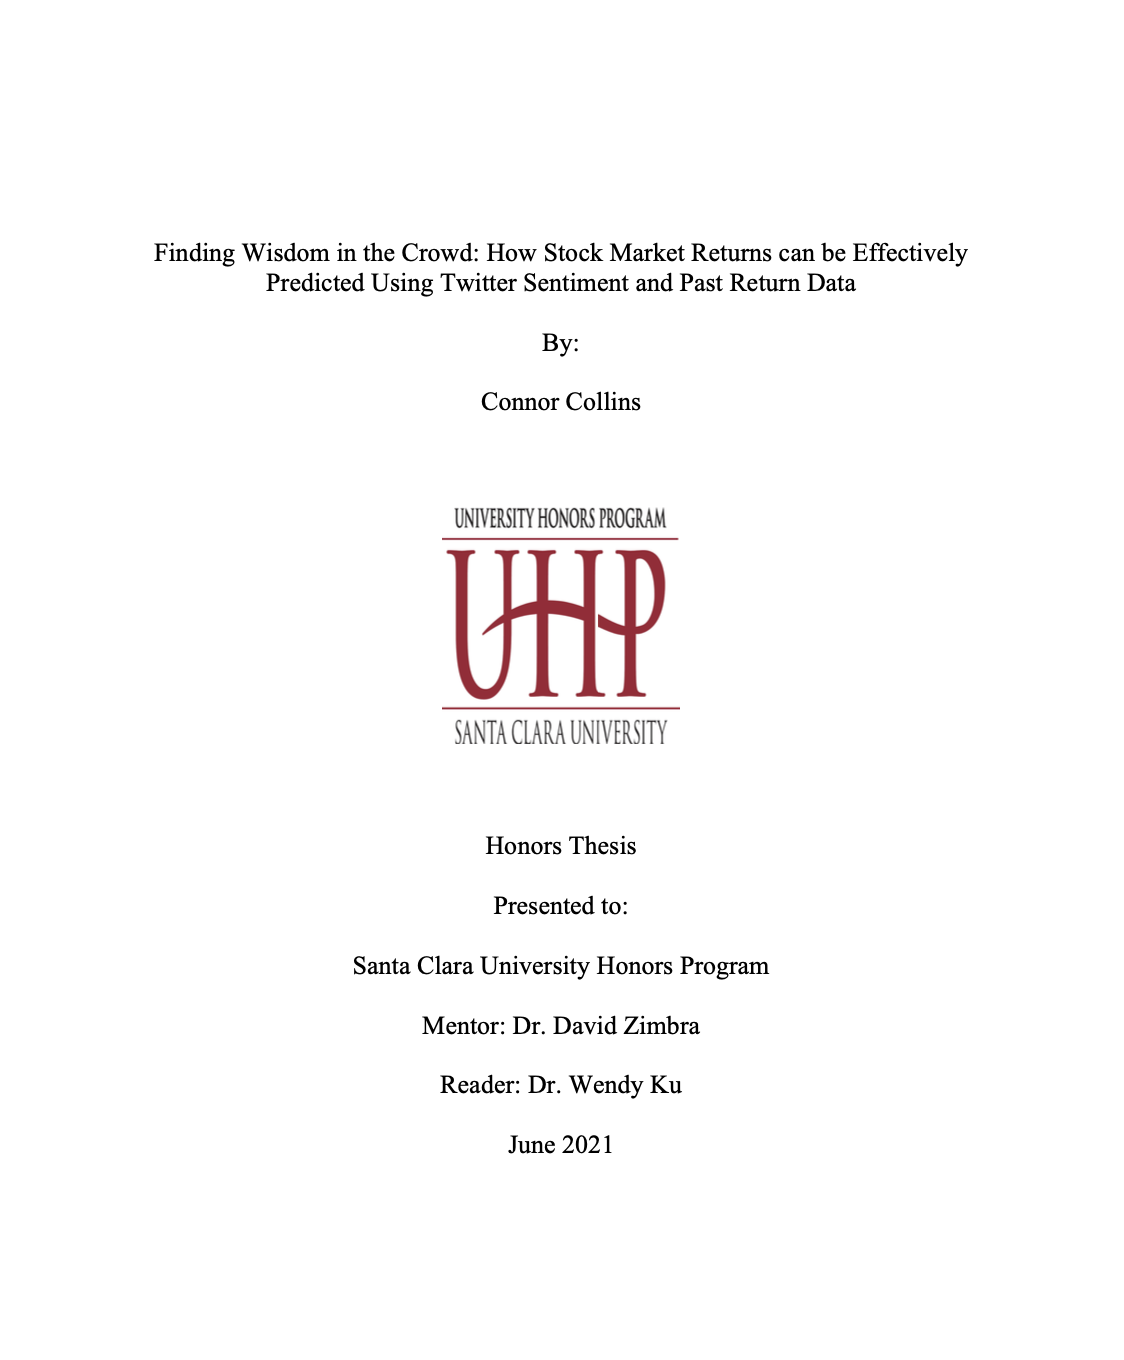 Finding Wisdom in the Crowd: How Stock Market Returns can be Effectively
Predicted Using Twitter Sentiment and Past Return Data
By:
Connor Collins
UNIVERSITY HONORS PROGRAM
UHP
SANTA CLARA UNIVERSITY
Honors Thesis
Presented to:
Santa Clara University Honors Program
Mentor: Dr. David Zimbra
Reader: Dr. Wendy Ku
June 2021